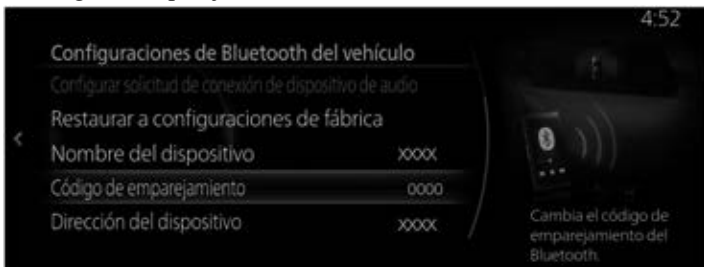 4:52
Configuraciones de Bluetooth del vehículo
Configurar solicitud de conexión de dispositivo de audio
Restaurar a configuraciones de fábrica
Nombre del dispositivo XXXX
Código de emparejamiento 0000
Dirección del dispositivo XXXX
Cambia el código de
emparejamiento del
Bluetooth.